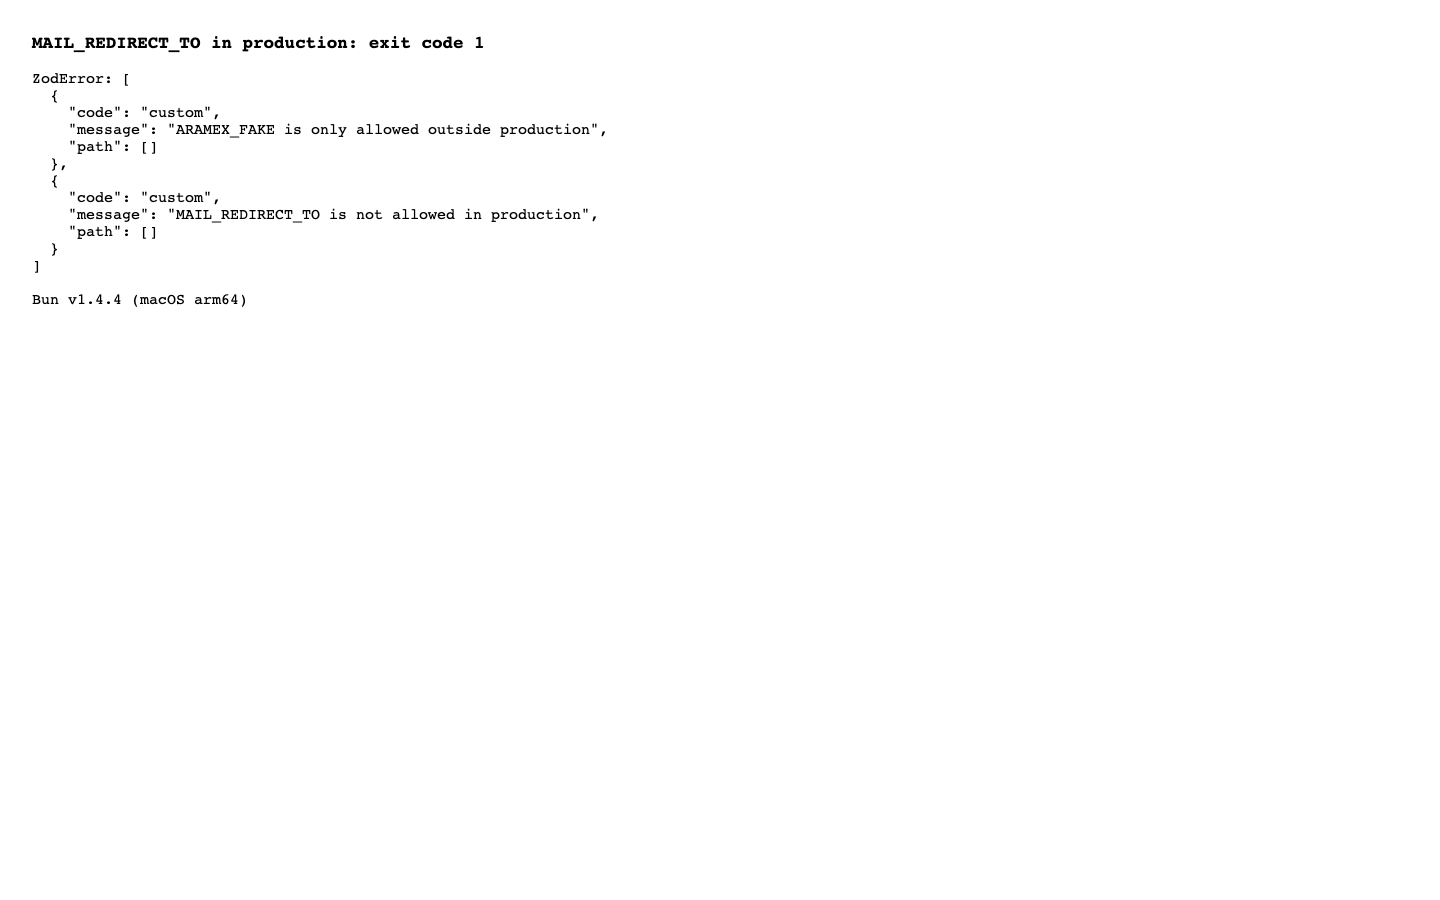 MAIL_REDIRECT_TO in production: exit code 1
ZodError: [
  {
    "code": "custom",
    "message": "ARAMEX_FAKE is only allowed outside production",
    "path": []
  },
  {
    "code": "custom",
    "message": "MAIL_REDIRECT_TO is not allowed in production",
    "path": []
  }
]
Bun v1.4.4 (macOS arm64)